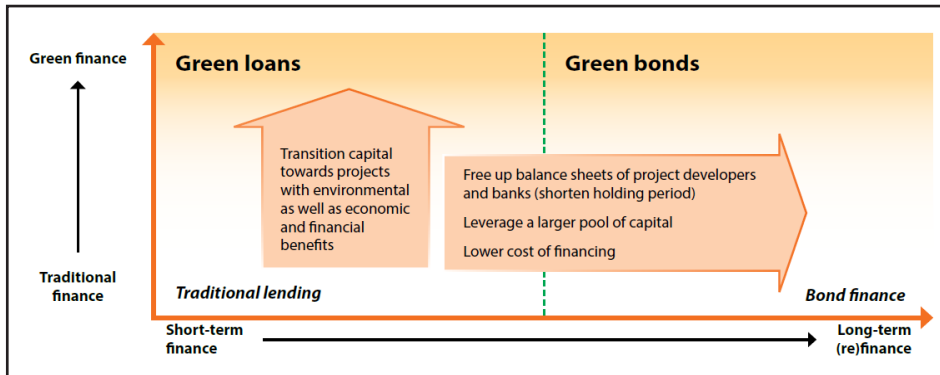 Green finance
Green loans
Green bonds
Transition capital
towards projects
with environmental
as well as economic
and financial
benefits
Free up balance sheets of project developers
and banks (shorten holding period)
Leverage a larger pool of capital
Lower cost of financing
Traditional
finance
Traditional lending
Bond finance
Short-term
finance
Long-term
(re)finance